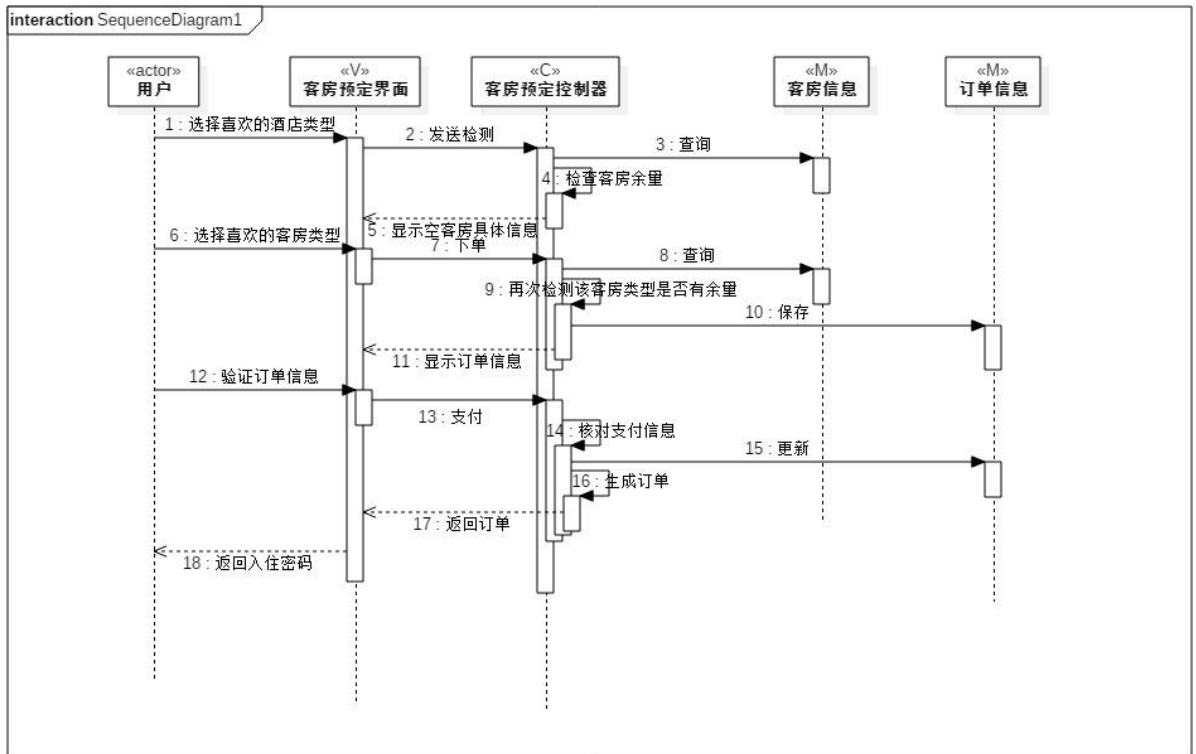 interaction SequenceDiagram1
«actor»
用户
«V»
客房预定界面
«C»
客房预定控制器
«M»
客房信息
«M»
订单信息
1 : 选择喜欢的酒店类型
2 : 发送检测
3 : 查询
4 : 检查客房余量
5 : 显示空客房具体信息
6 : 选择喜欢的客房类型
7 : 下单
8 : 查询
9 : 再次检测该客房类型是否有余量
10 : 保存
11 : 显示订单信息
12 : 验证订单信息
13 : 支付
14 : 核对支付信息
15 : 更新
16 : 生成订单
17 : 返回订单
18 : 返回入住密码